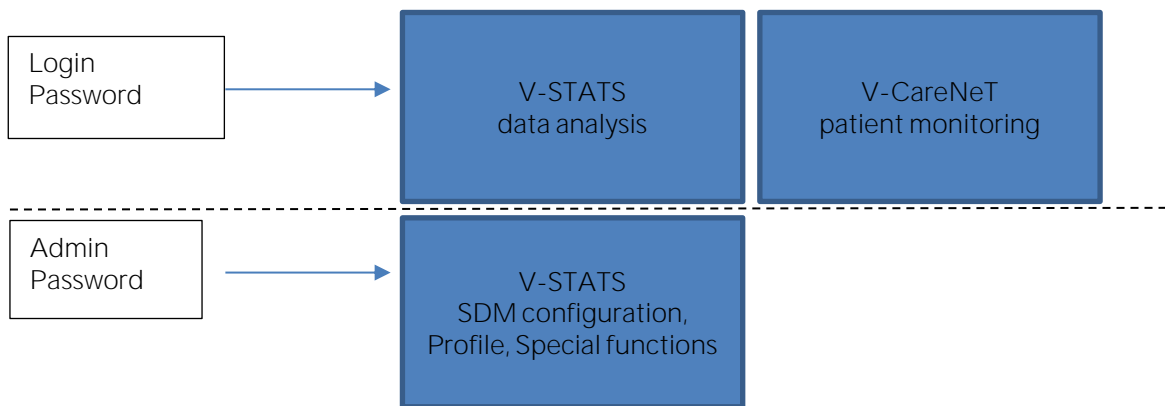 Login
Password
V-STATS
data analysis
V-CareNeT
patient monitoring
Admin
Password
V-STATS
SDM configuration,
Profile, Special functions